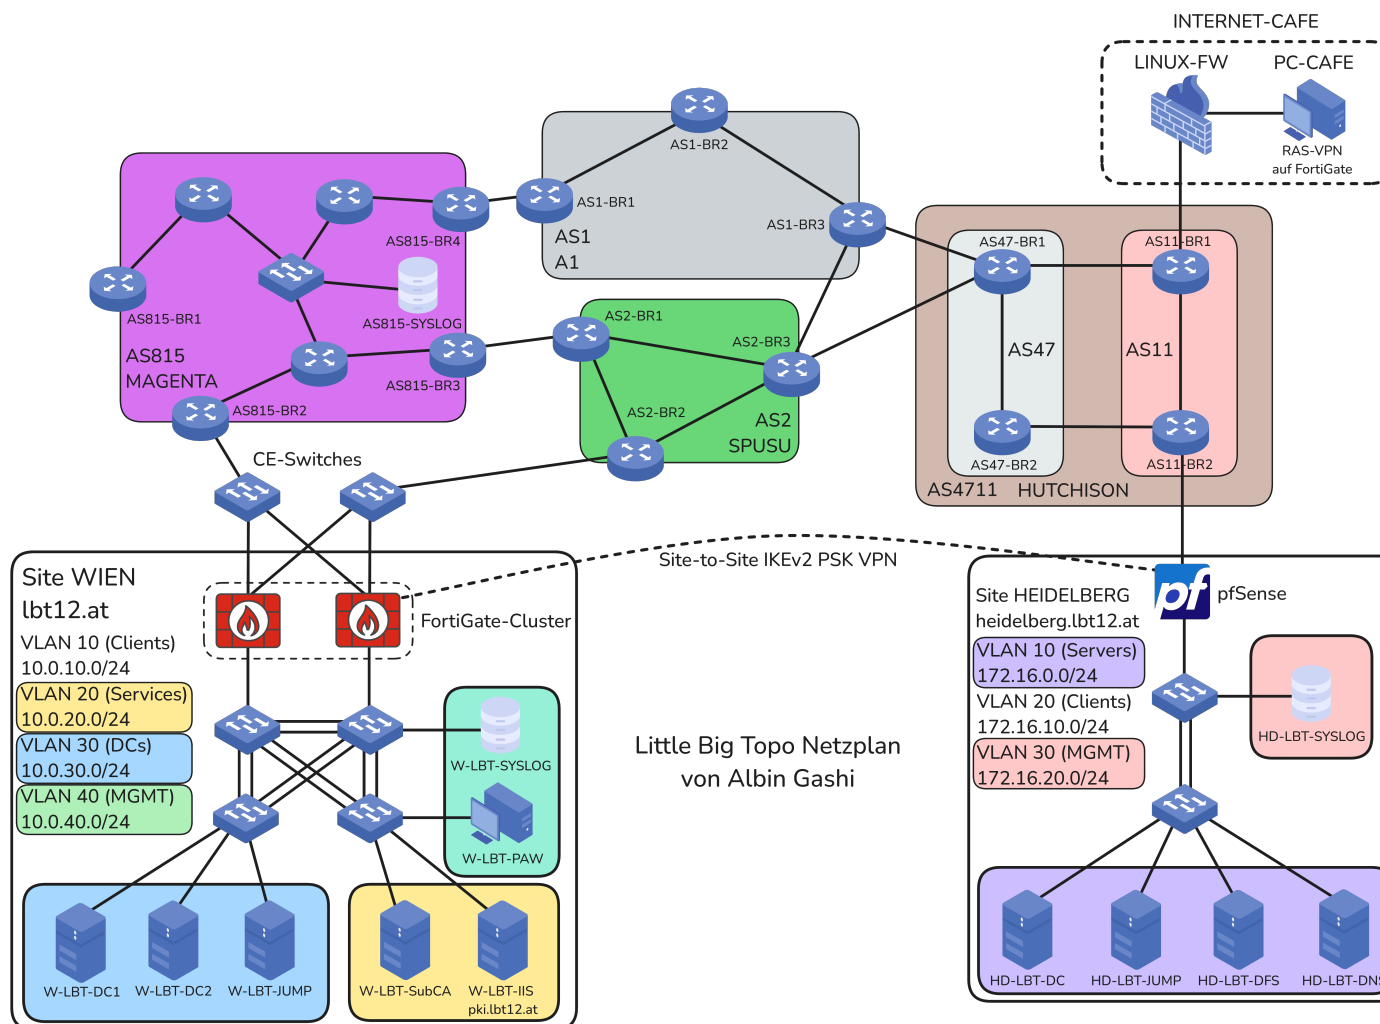 INTERNET-CAFE
LINUX-FW
PC-CAFE
RAS-VPN
auf FortiGate
AS1-BR2
AS1-BR1
AS1-BR3
AS1
A1
AS815-BR4
AS815-BR1
AS815-SYSLOG
AS815
MAGENTA
AS815-BR3
AS815-BR2
AS2-BR1
AS2-BR3
AS2-BR2
AS2
SPUSU
AS47-BR1
AS11-BR1
AS47
AS11
AS47-BR2
AS11-BR2
AS4711
HUTCHISON
CE-Switches
Site-to-Site IKEv2 PSK VPN
Site WIEN
lbt12.at
VLAN 10 (Clients)
10.0.10.0/24
VLAN 20 (Services)
10.0.20.0/24
VLAN 30 (DCs)
10.0.30.0/24
VLAN 40 (MGMT)
10.0.40.0/24
FortiGate-Cluster
W-LBT-SYSLOG
W-LBT-PAW
W-LBT-DC1
W-LBT-DC2
W-LBT-JUMP
W-LBT-SubCA
W-LBT-IIS
pki.lbt12.at
Little Big Topo Netzplan
von Albin Gashi
Site HEIDELBERG
heidelberg.lbt12.at
VLAN 10 (Servers)
172.16.0.0/24
VLAN 20 (Clients)
172.16.10.0/24
VLAN 30 (MGMT)
172.16.20.0/24
pf
pfSense
HD-LBT-SYSLOG
HD-LBT-DC
HD-LBT-JUMP
HD-LBT-DFS
HD-LBT-DNS